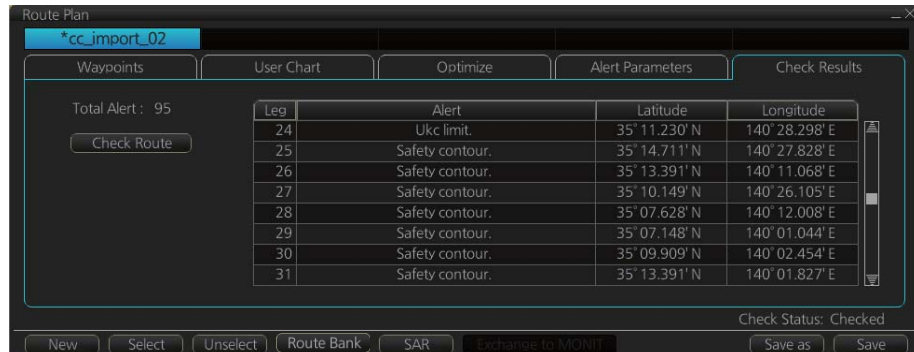 Route Plan
*cc_import_02
Waypoints User Chart Optimize Alert Parameters Check Results
Total Alert : 95
Check Route
Leg Alert Latitude Longitude
24 Ukc limit. 35° 11.230' N 140° 28.298' E
25 Safety contour. 35° 14.711' N 140° 27.828' E
26 Safety contour. 35° 13.391' N 140° 11.068' E
27 Safety contour. 35° 10.149' N 140° 26.105' E
28 Safety contour. 35° 07.628' N 140° 12.008' E
29 Safety contour. 35° 07.148' N 140° 01.044' E
30 Safety contour. 35° 09.909' N 140° 02.454' E
31 Safety contour. 35° 13.391' N 140° 01.827' E
Check Status: Checked
New Select Unselect Route Bank SAR Exchange to MONIT Save as Save